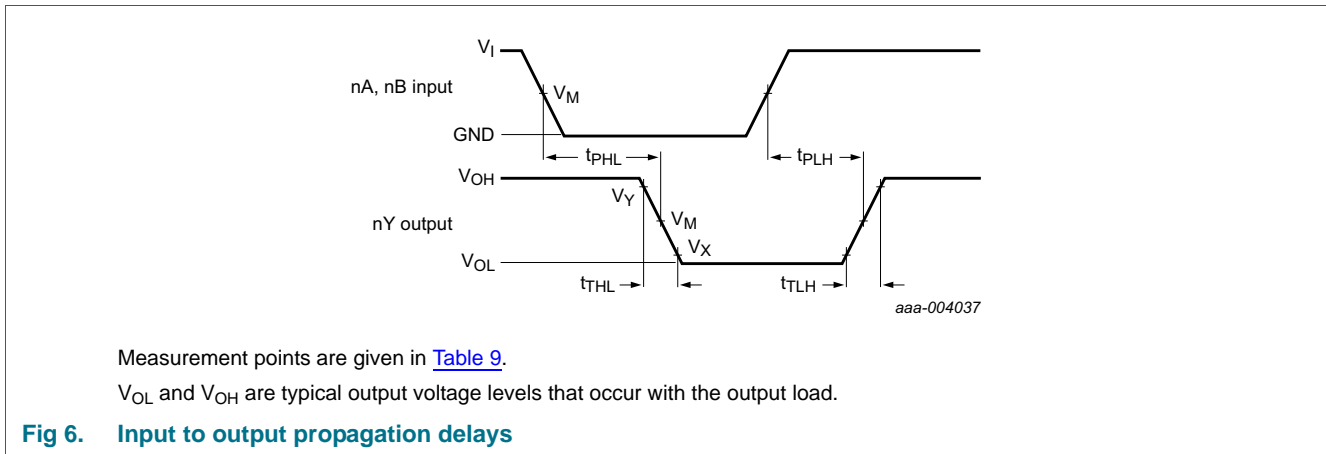 VI
nA, nB input
VM
GND
tPHL
tPLH
VOH
VY
nY output
VM
VX
VOL
tTHL
tTLH
aaa-004037
Measurement points are given in Table 9.
VOL and VOH are typical output voltage levels that occur with the output load.
Fig 6. Input to output propagation delays